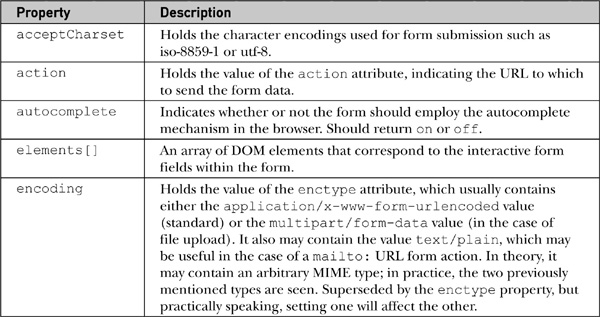 Property Description
acceptCharset Holds the character encodings used for form submission such as
iso-8859-1 or utf-8.
action Holds the value of the action attribute, indicating the URL to which
to send the form data.
autocomplete Indicates whether or not the form should employ the autocomplete
mechanism in the browser. Should return on or off.
elements[] An array of DOM elements that correspond to the interactive form
fields within the form.
encoding Holds the value of the enctype attribute, which usually contains
either the application/x-www-form-urlencoded value
(standard) or the multipart/form-data value (in the case of
file upload). It also may contain the value text/plain, which may
be useful in the case of a mailto: URL form action. In theory, it
may contain an arbitrary MIME type; in practice, the two previously
mentioned types are seen. Superseded by the enctype property, but
practically speaking, setting one will affect the other.